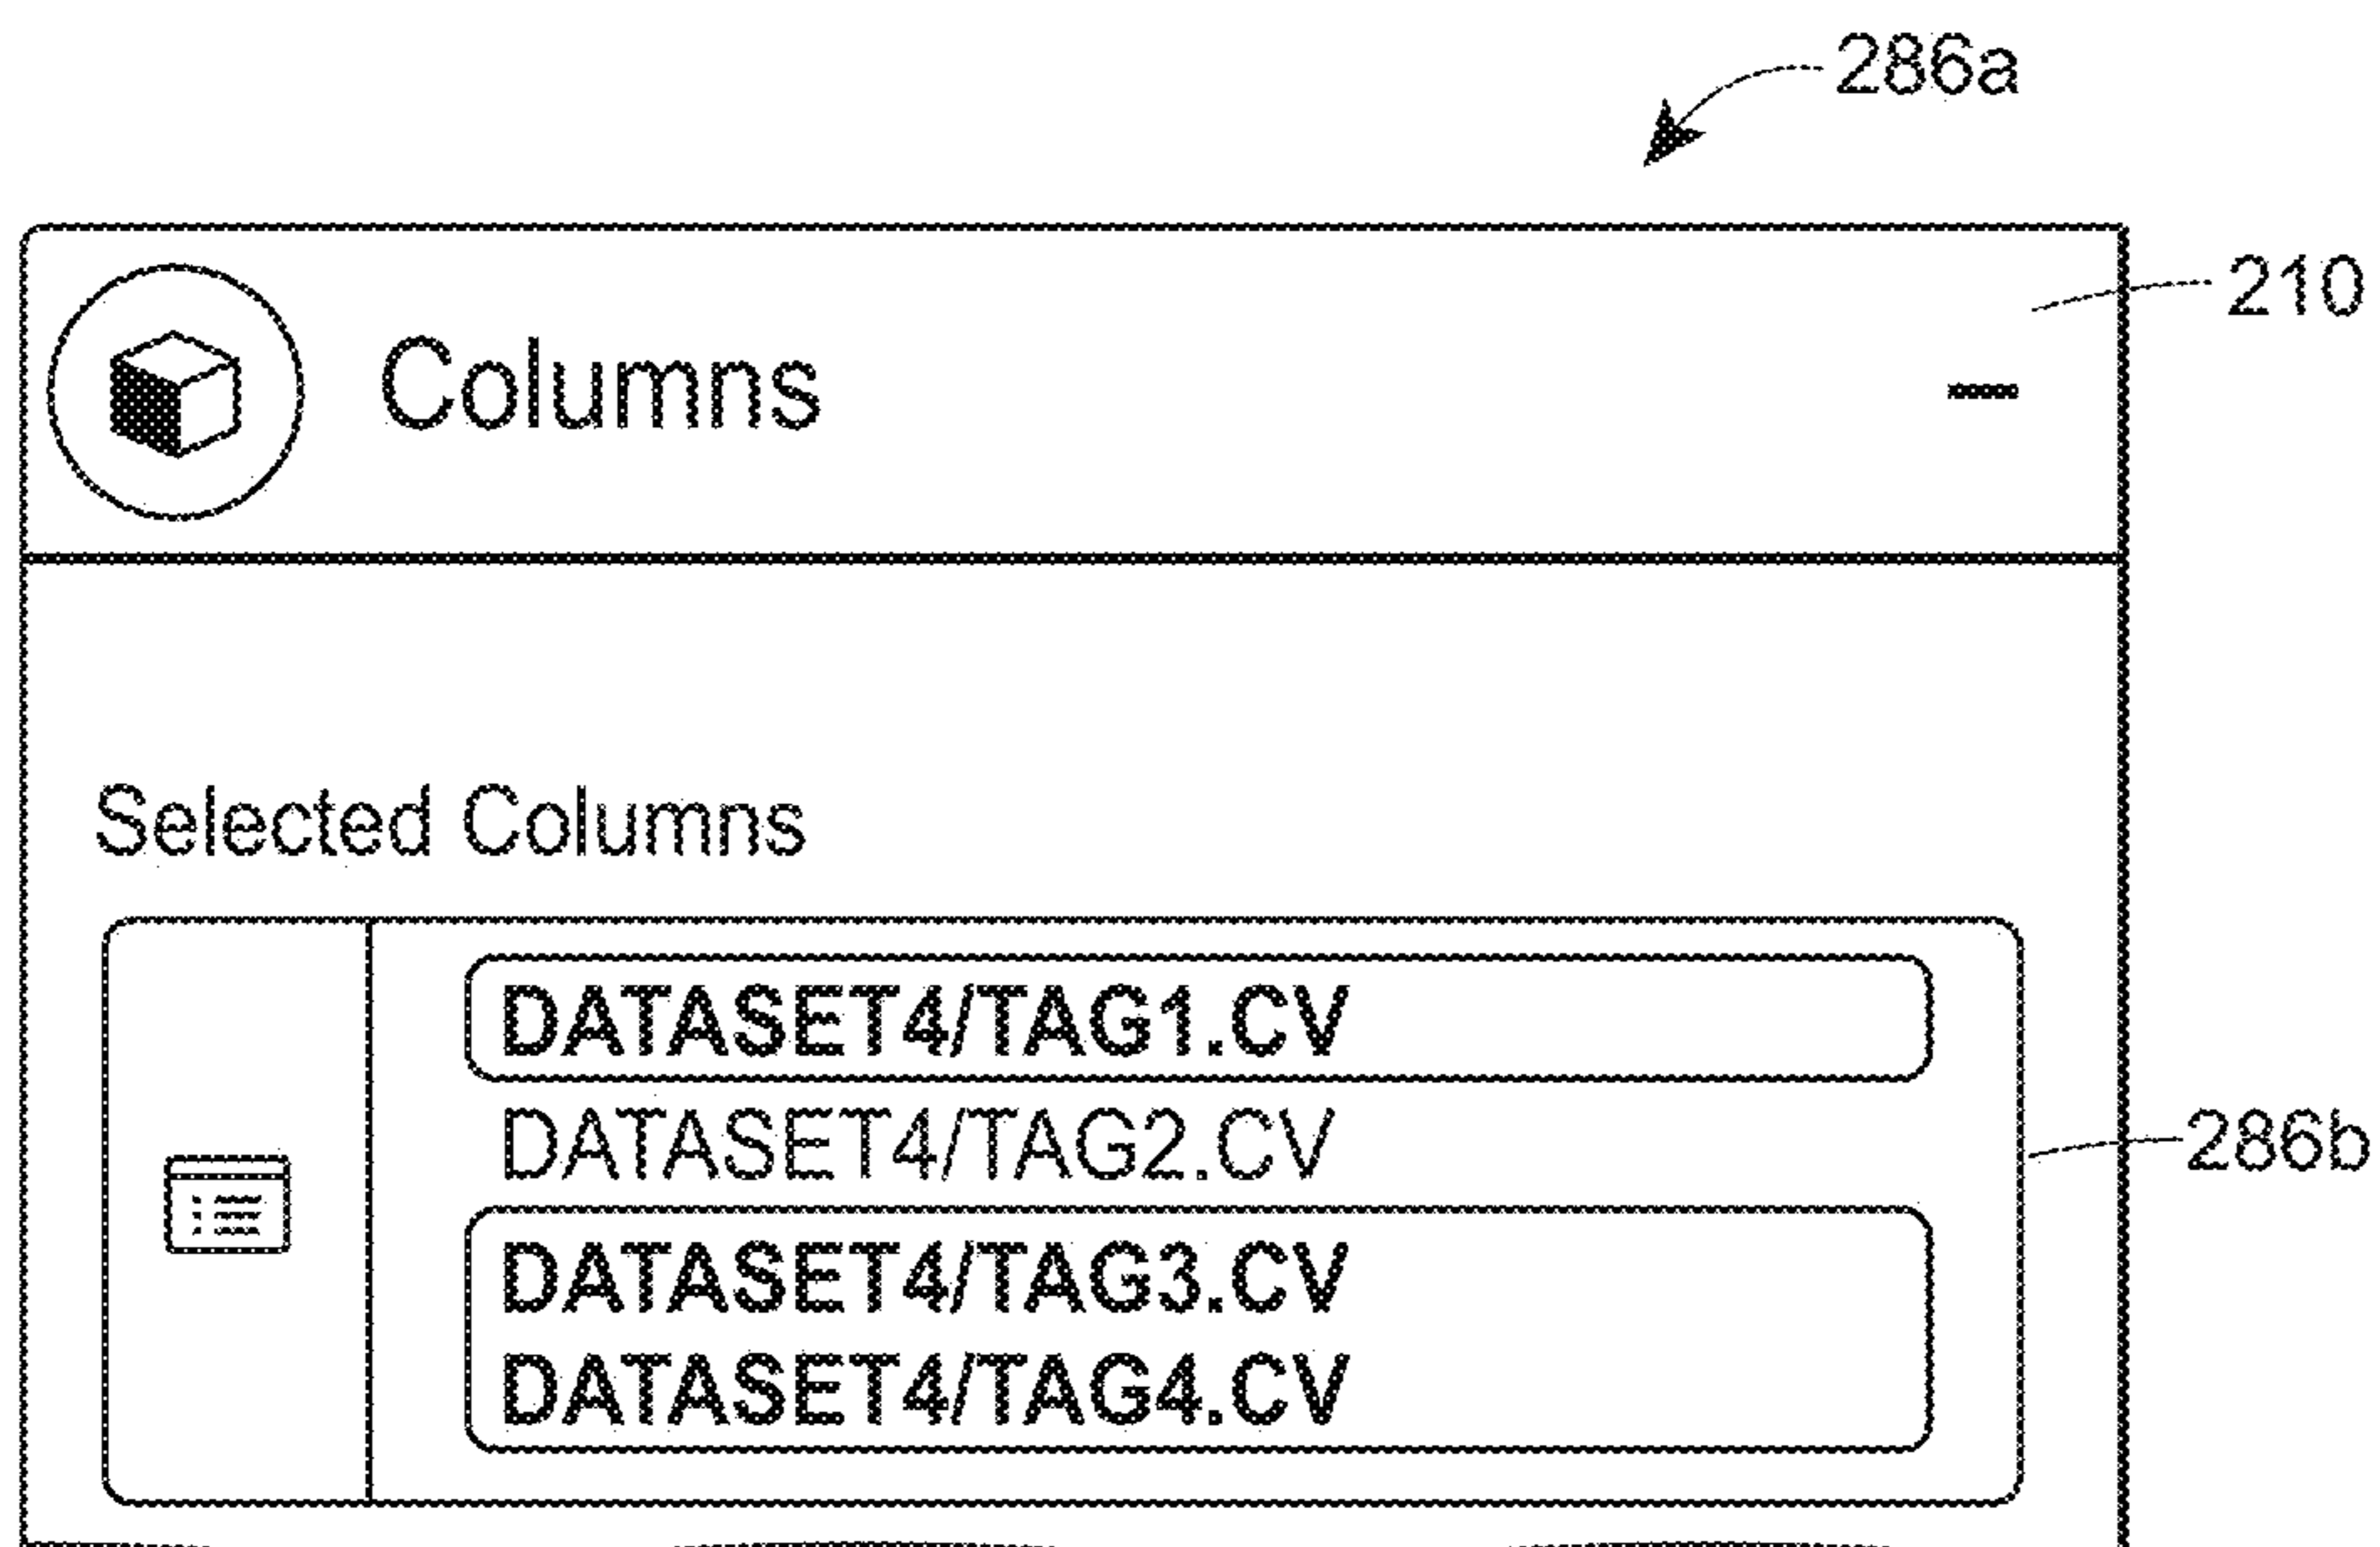 286a
210
Columns
Selected Columns
DATASET4/TAG1.CV
DATASET4/TAG2.CV
286b
DATASET4/TAG3.CV
DATASET4/TAG4.CV